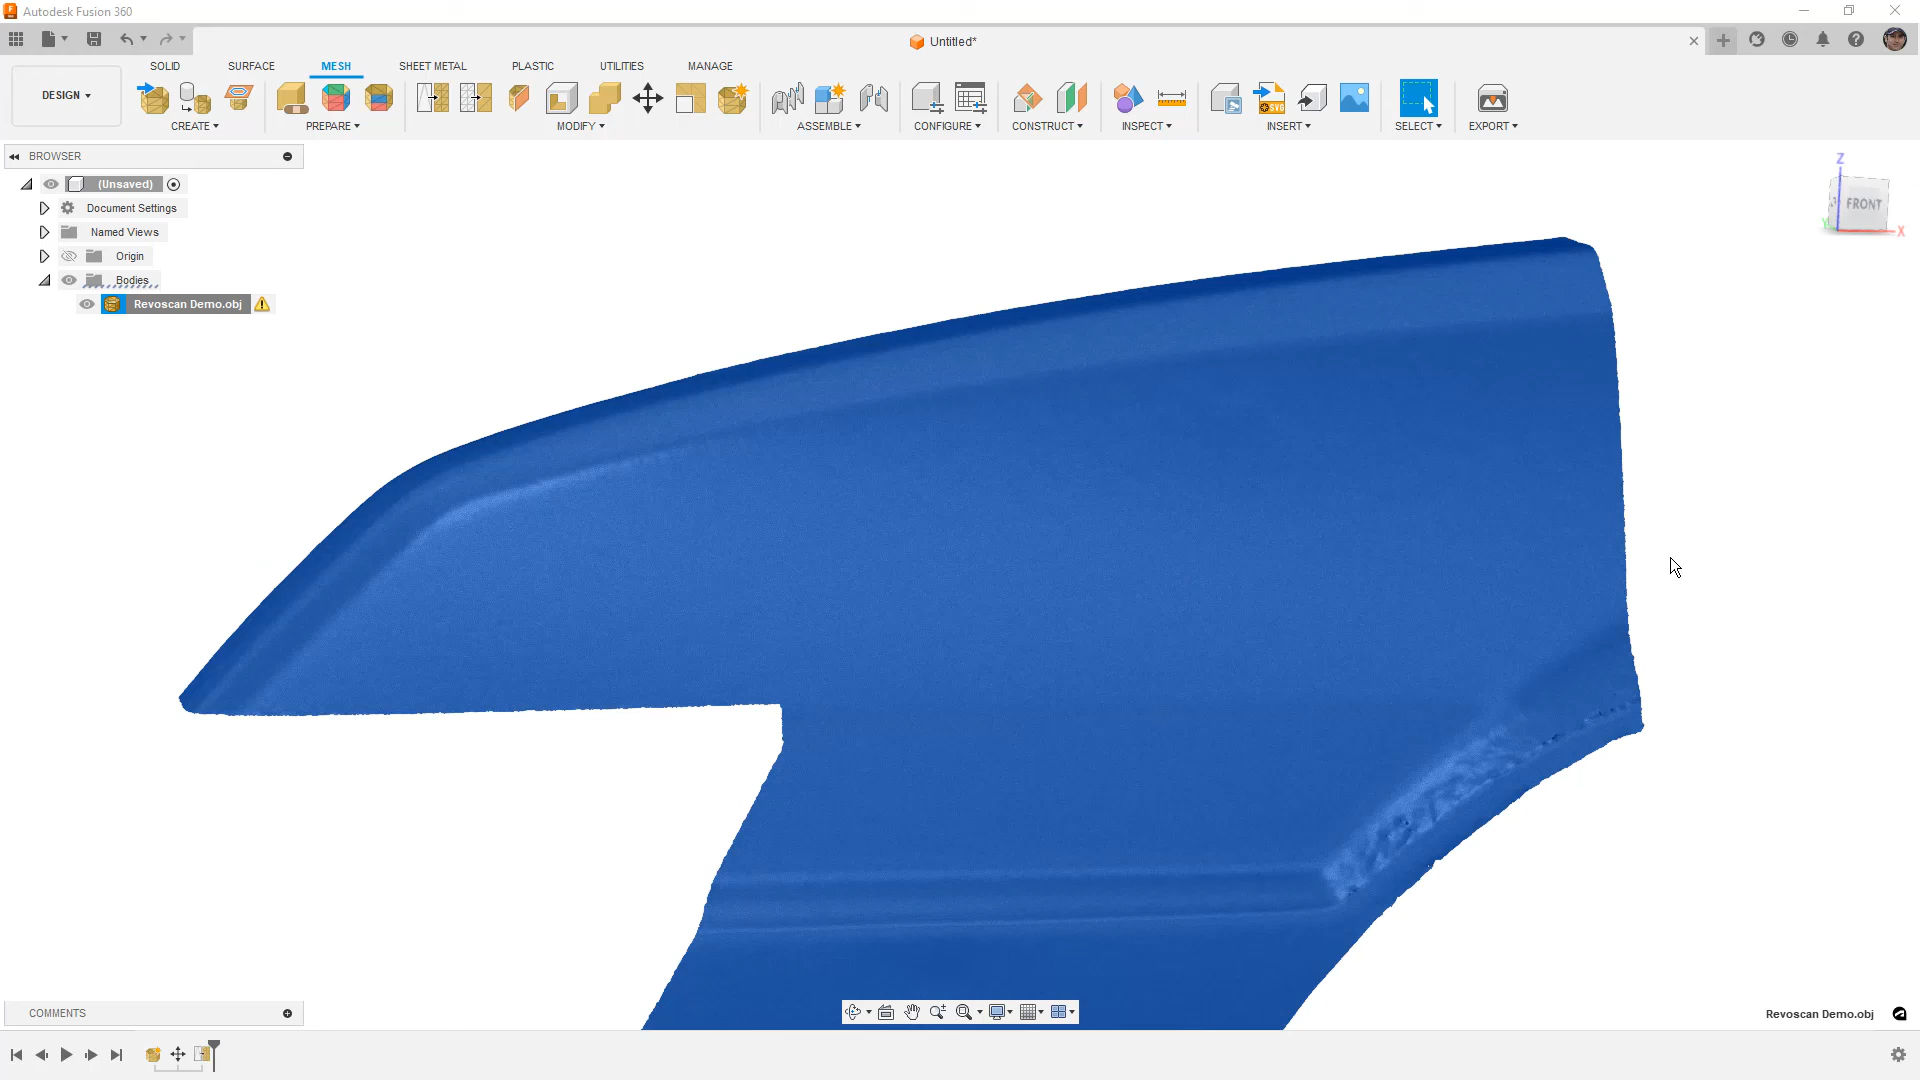 Autodesk Fusion 360
Untitled*
DESIGN
SOLID SURFACE MESH SHEET METAL PLASTIC UTILITIES MANAGE
CREATE PREPARE MODIFY ASSEMBLE CONFIGURE CONSTRUCT INSPECT INSERT SELECT EXPORT
SVG
BROWSER
(Unsaved)
Document Settings
Named Views
Origin
Bodies
Revoscan Demo.obj
Z
FRONT
Y
X
COMMENTS
Revoscan Demo.obj